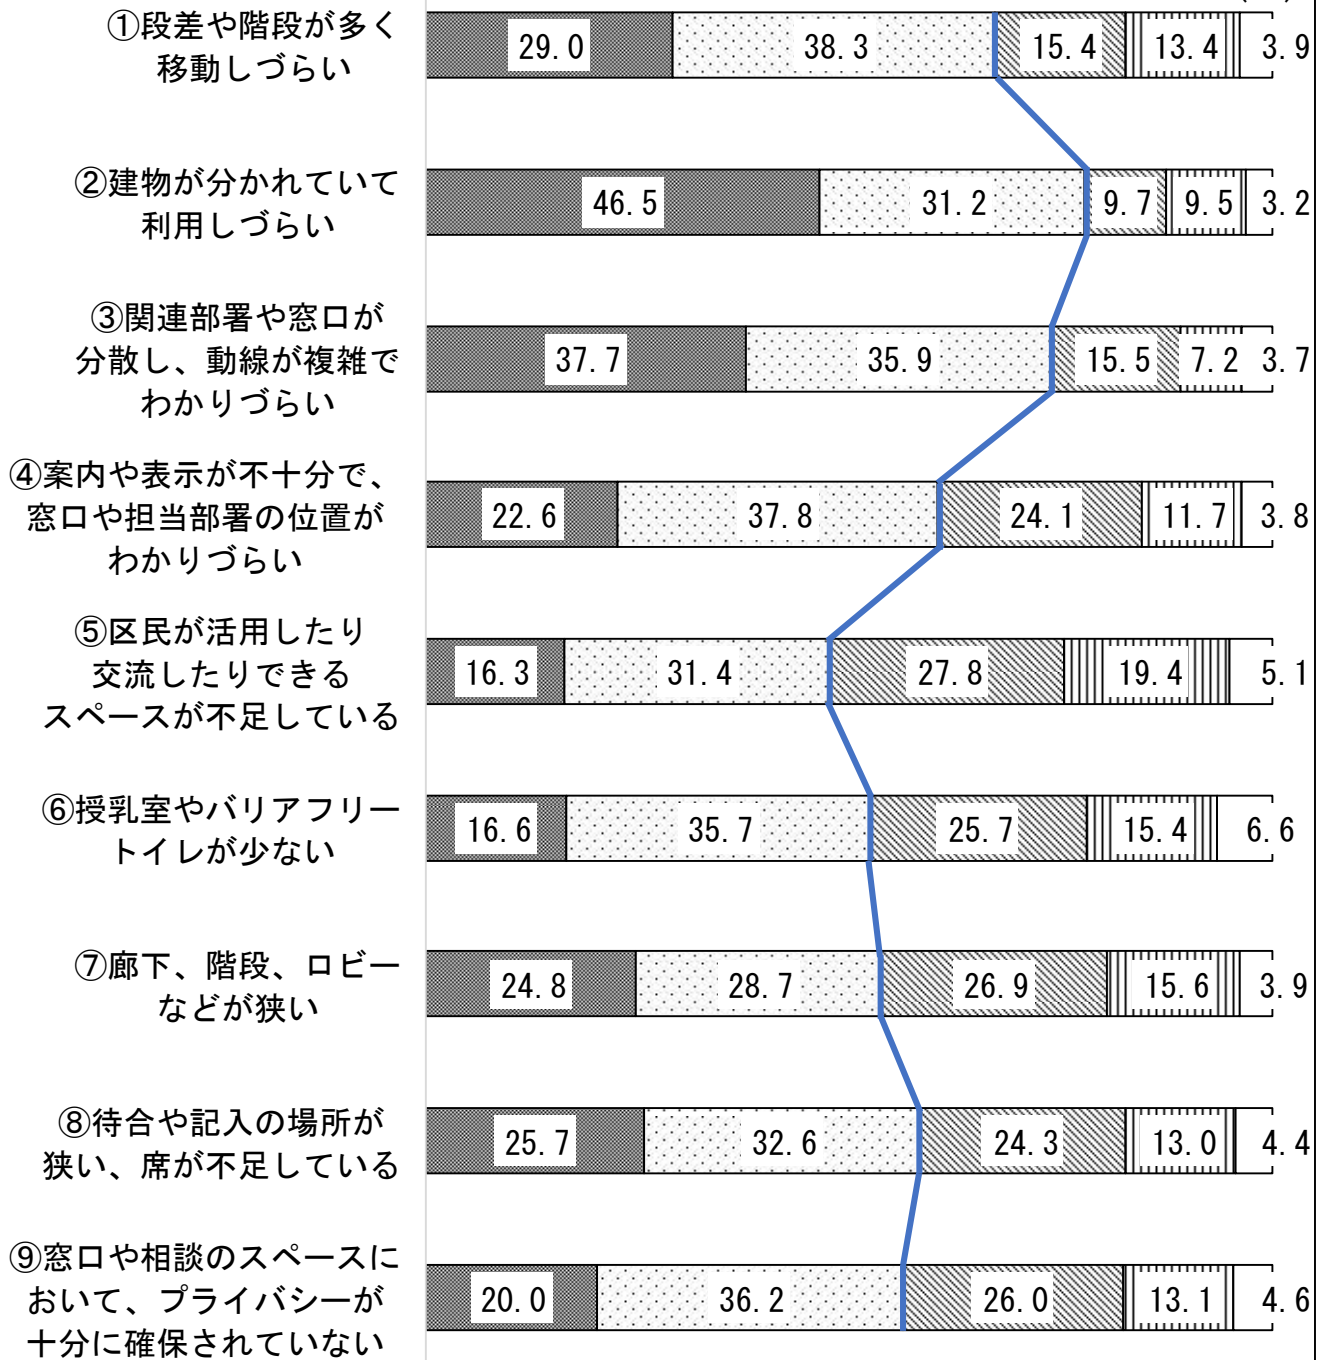 ①段差や階段が多く
移動しづらい
29.0 38.3 15.4 13.4 3.9
②建物が分かれていて
利用しづらい
46.5 31.2 9.7 9.5 3.2
③関連部署や窓口が
分散し、動線が複雑で
わかりづらい
37.7 35.9 15.5 7.2 3.7
④案内や表示が不十分で、
窓口や担当部署の位置が
わかりづらい
22.6 37.8 24.1 11.7 3.8
⑤区民が活用したり
交流したりできる
スペースが不足している
16.3 31.4 27.8 19.4 5.1
⑥授乳室やバリアフリー
トイレが少ない
16.6 35.7 25.7 15.4 6.6
⑦廊下、階段、ロビー
などが狭い
24.8 28.7 26.9 15.6 3.9
⑧待合や記入の場所が
狭い、席が不足している
25.7 32.6 24.3 13.0 4.4
⑨窓口や相談のスペースに
おいて、プライバシーが
十分に確保されていない
20.0 36.2 26.0 13.1 4.6